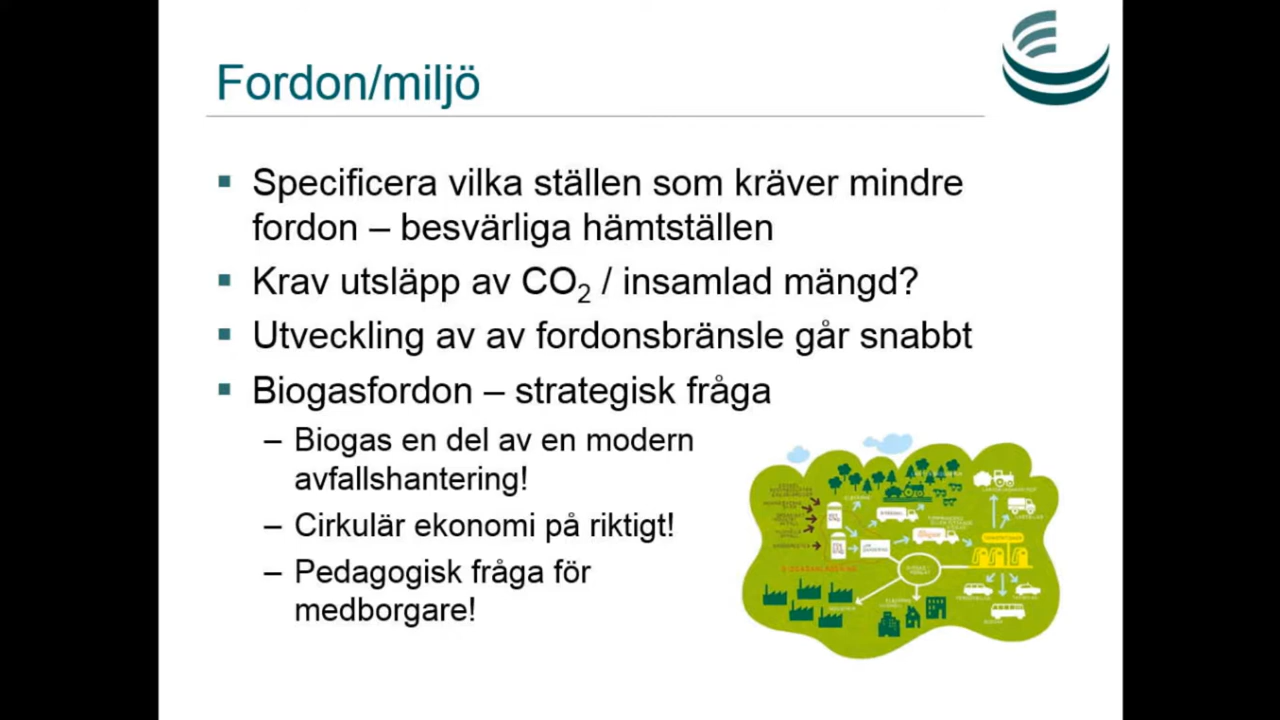 Fordon/miljö
▪ Specificera vilka ställen som kräver mindre
fordon – besvärliga hämtställen
▪ Krav utsläpp av CO₂ / insamlad mängd?
▪ Utveckling av av fordonsbränsle går snabbt
▪ Biogasfordon – strategisk fråga
– Biogas en del av en modern
avfallshantering!
– Cirkulär ekonomi på riktigt!
– Pedagogisk fråga för
medborgare!